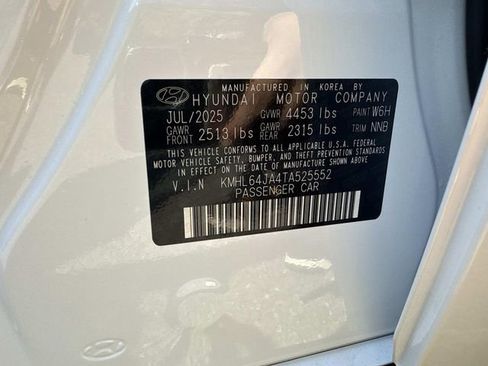 MANUFACTURED IN KOREA BY
HYUNDAI MOTOR COMPANY
JUL/2025 GVWR 4453 lbs PAINT W6H
GAWR FRONT 2513 lbs GAWR REAR 2315 lbs TRIM NNB
THIS VEHICLE CONFORMS TO ALL APPLICABLE U.S.A. FEDERAL
MOTOR VEHICLE SAFETY, BUMPER, AND THEFT PREVENTION
STANDARDS IN EFFECT ON THE DATE OF MANUFACTURE SHOWN ABOVE
V.I.N KMHL64JA4TA525552
PASSENGER CAR